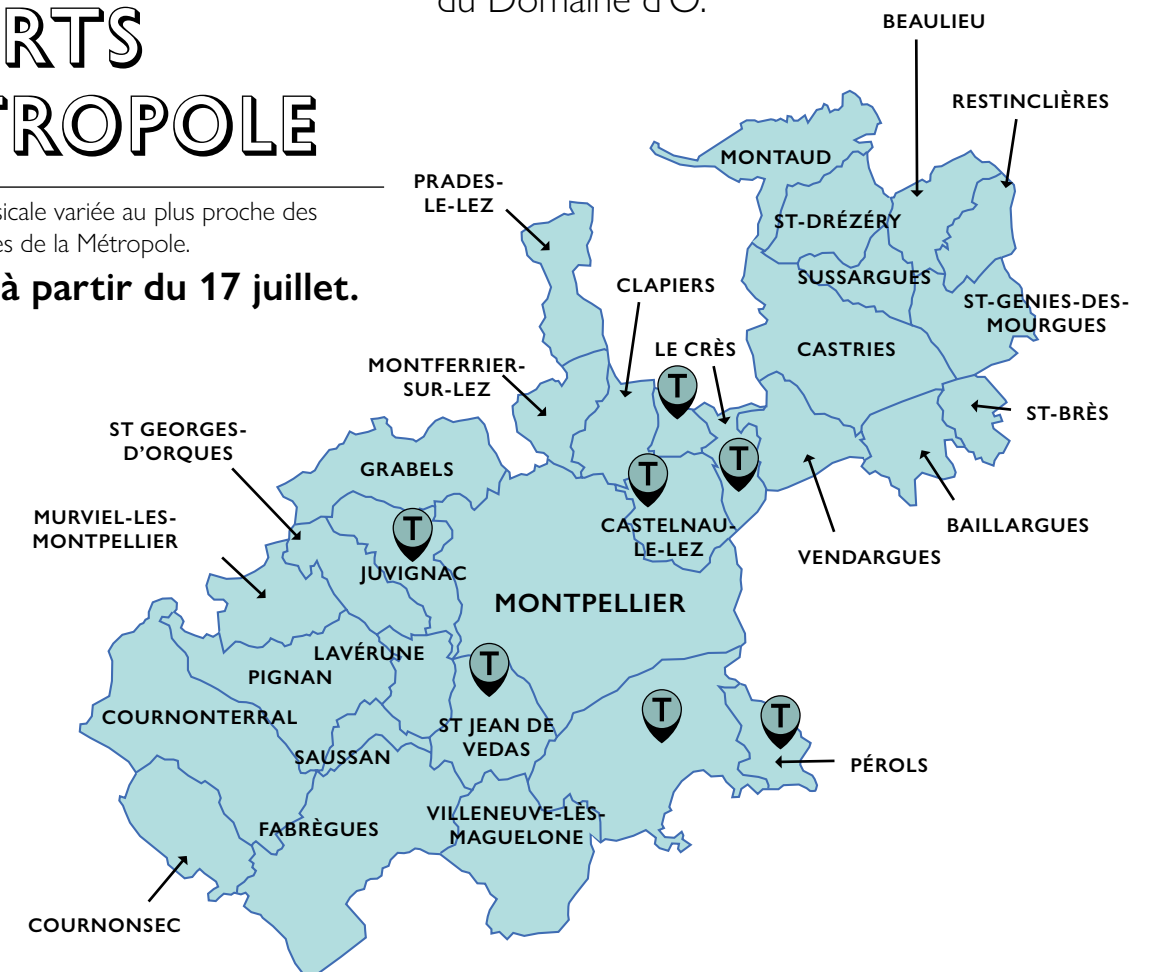 du Domaine d'O.
RTS
TROPOLE
sicale variée au plus proche des
es de la Métropole.
à partir du 17 juillet.
BEAULIEU
RESTINCLIÈRES
MONTAUD
PRADES-
LE-LEZ
ST-DRÉZÉRY
SUSSARGUES
CLAPIERS
ST-GENIES-DES-
MOURGUES
LE CRÈS
CASTRIES
MONTFERRIER-
SUR-LEZ
T
ST-BRÈS
ST GEORGES-
D'ORQUES
GRABELS
T
T
MURVIEL-LES-
MONTPELLIER
T
CASTELNAU-
LE-LEZ
BAILLARGUES
VENDARGUES
JUVIGNAC
MONTPELLIER
LAVÉRUNE
PIGNAN
T
COURNONTERRAL
ST JEAN DE
VEDAS
T
T
SAUSSAN
PÉROLS
FABRÈGUES
VILLENEUVE-LÈS-
MAGUELONE
COURNONSEC